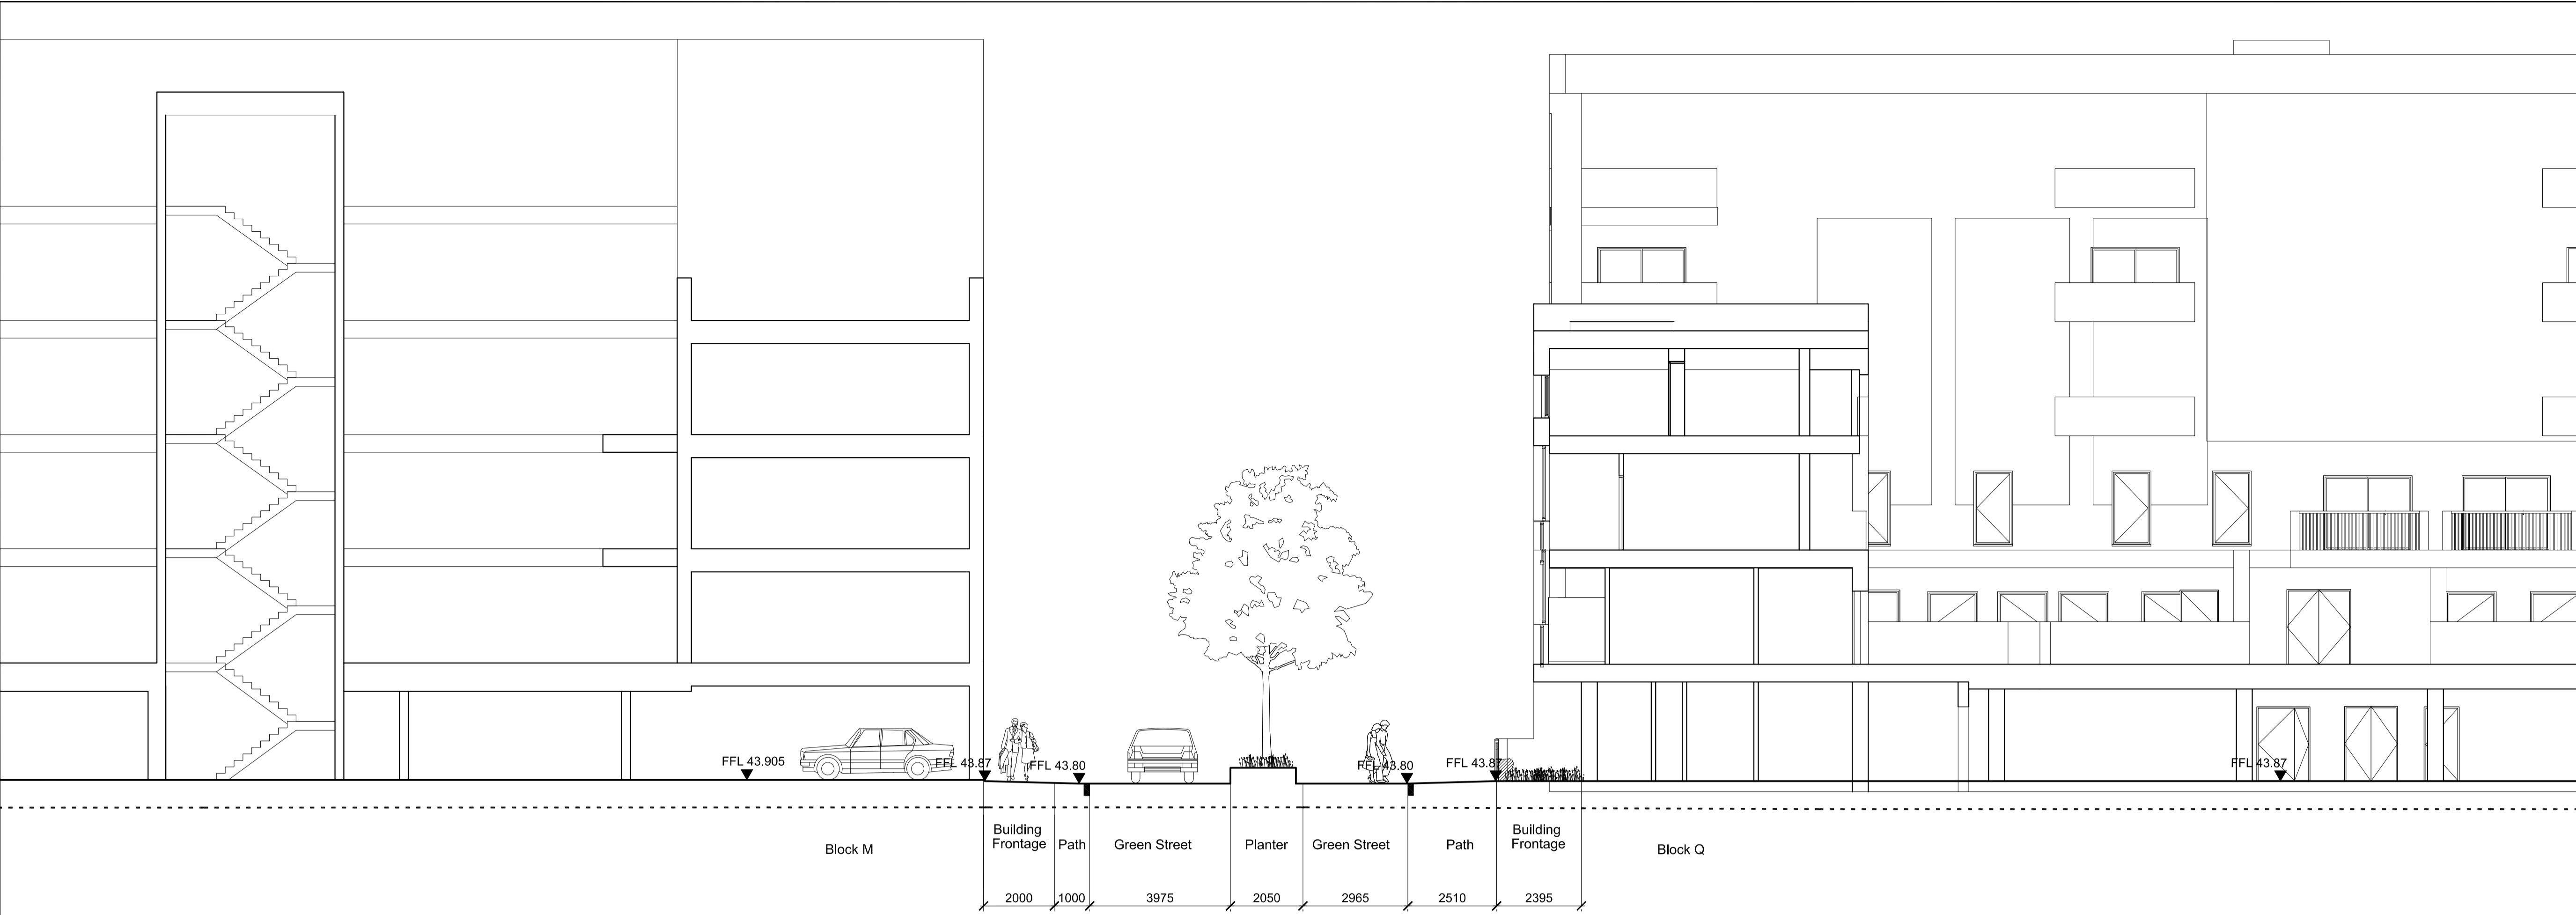 FFL 43.905
FFL 43.87
FFL 43.80
FFL 43.80
FFL 43.87
FFL 43.87
Building
Frontage
Path
Green Street
Planter
Green Street
Path
Building
Frontage
Block M
Block Q
2000
1000
3975
2050
2965
2510
2395